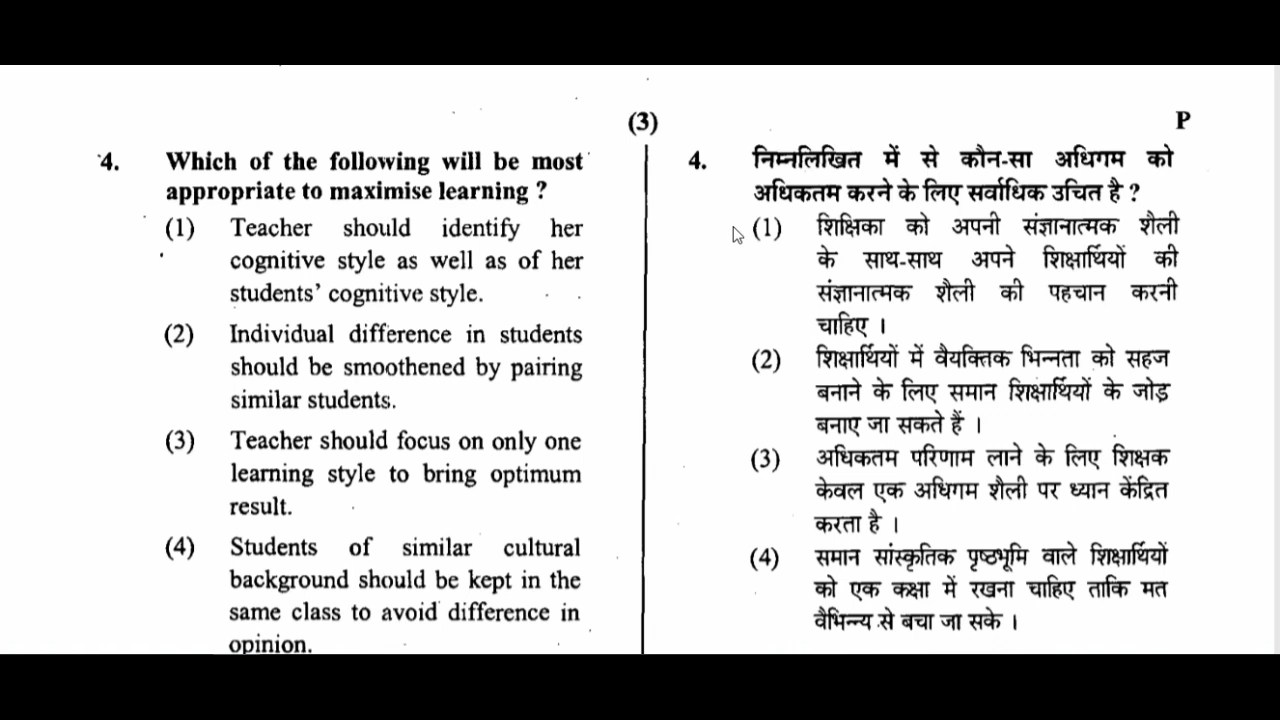 (3)
P
4. Which of the following will be most
appropriate to maximise learning ?
(1) Teacher should identify her
cognitive style as well as of her
students' cognitive style.
(2) Individual difference in students
should be smoothened by pairing
similar students.
(3) Teacher should focus on only one
learning style to bring optimum
result.
(4) Students of similar cultural
background should be kept in the
same class to avoid difference in
opinion.
4. निम्नलिखित में से कौन-सा अधिगम को
अधिकतम करने के लिए सर्वाधिक उचित है ?
(1) शिक्षिका को अपनी संज्ञानात्मक शैली
के साथ-साथ अपने शिक्षार्थियों की
संज्ञानात्मक शैली की पहचान करनी
चाहिए ।
(2) शिक्षार्थियों में वैयक्तिक भिन्नता को सहज
बनाने के लिए समान शिक्षार्थियों के जोड़
बनाए जा सकते हैं ।
(3) अधिकतम परिणाम लाने के लिए शिक्षक
केवल एक अधिगम शैली पर ध्यान केंद्रित
करता है ।
(4) समान सांस्कृतिक पृष्ठभूमि वाले शिक्षार्थियों
को एक कक्षा में रखना चाहिए ताकि मत
वैभिन्न्य से बचा जा सके ।